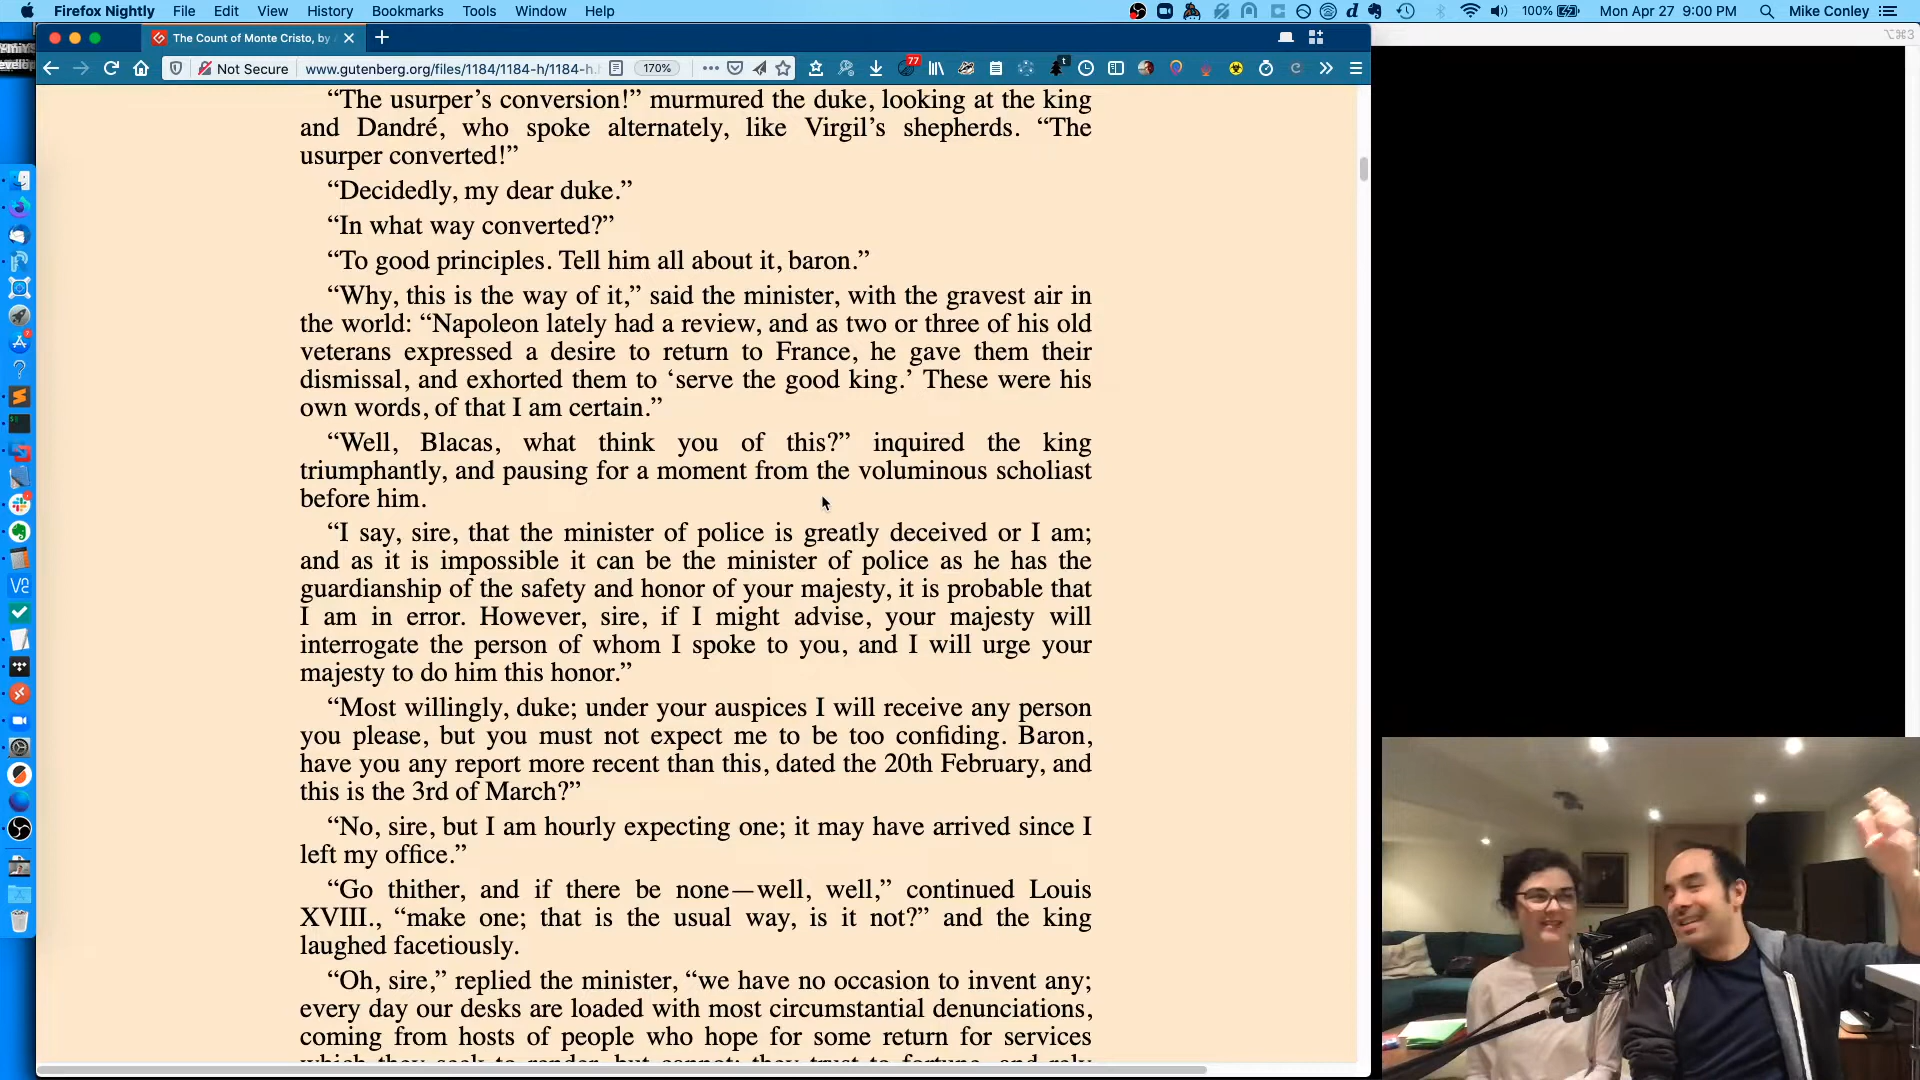 Firefox Nightly File Edit View History Bookmarks Tools Window Help 100% Mon Apr 27 9:00 PM Mike Conley
⌥⌘3
The Count of Monte Cristo, by
Not Secure www.gutenberg.org/files/1184/1184-h/1184-h. 170% 77
“The usurper’s conversion!” murmured the duke, looking at the king
and Dandré, who spoke alternately, like Virgil’s shepherds. “The
usurper converted!”
“Decidedly, my dear duke.”
“In what way converted?”
“To good principles. Tell him all about it, baron.”
“Why, this is the way of it,” said the minister, with the gravest air in
the world: “Napoleon lately had a review, and as two or three of his old
veterans expressed a desire to return to France, he gave them their
dismissal, and exhorted them to ‘serve the good king.’ These were his
own words, of that I am certain.”
“Well, Blacas, what think you of this?” inquired the king
triumphantly, and pausing for a moment from the voluminous scholiast
before him.
“I say, sire, that the minister of police is greatly deceived or I am;
and as it is impossible it can be the minister of police as he has the
guardianship of the safety and honor of your majesty, it is probable that
I am in error. However, sire, if I might advise, your majesty will
interrogate the person of whom I spoke to you, and I will urge your
majesty to do him this honor.”
“Most willingly, duke; under your auspices I will receive any person
you please, but you must not expect me to be too confiding. Baron,
have you any report more recent than this, dated the 20th February, and
this is the 3rd of March?”
“No, sire, but I am hourly expecting one; it may have arrived since I
left my office.”
“Go thither, and if there be none—well, well,” continued Louis
XVIII., “make one; that is the usual way, is it not?” and the king
laughed facetiously.
“Oh, sire,” replied the minister, “we have no occasion to invent any;
every day our desks are loaded with most circumstantial denunciations,
coming from hosts of people who hope for some return for services
which they seek to render, but cannot; they trust to fortune, and rely